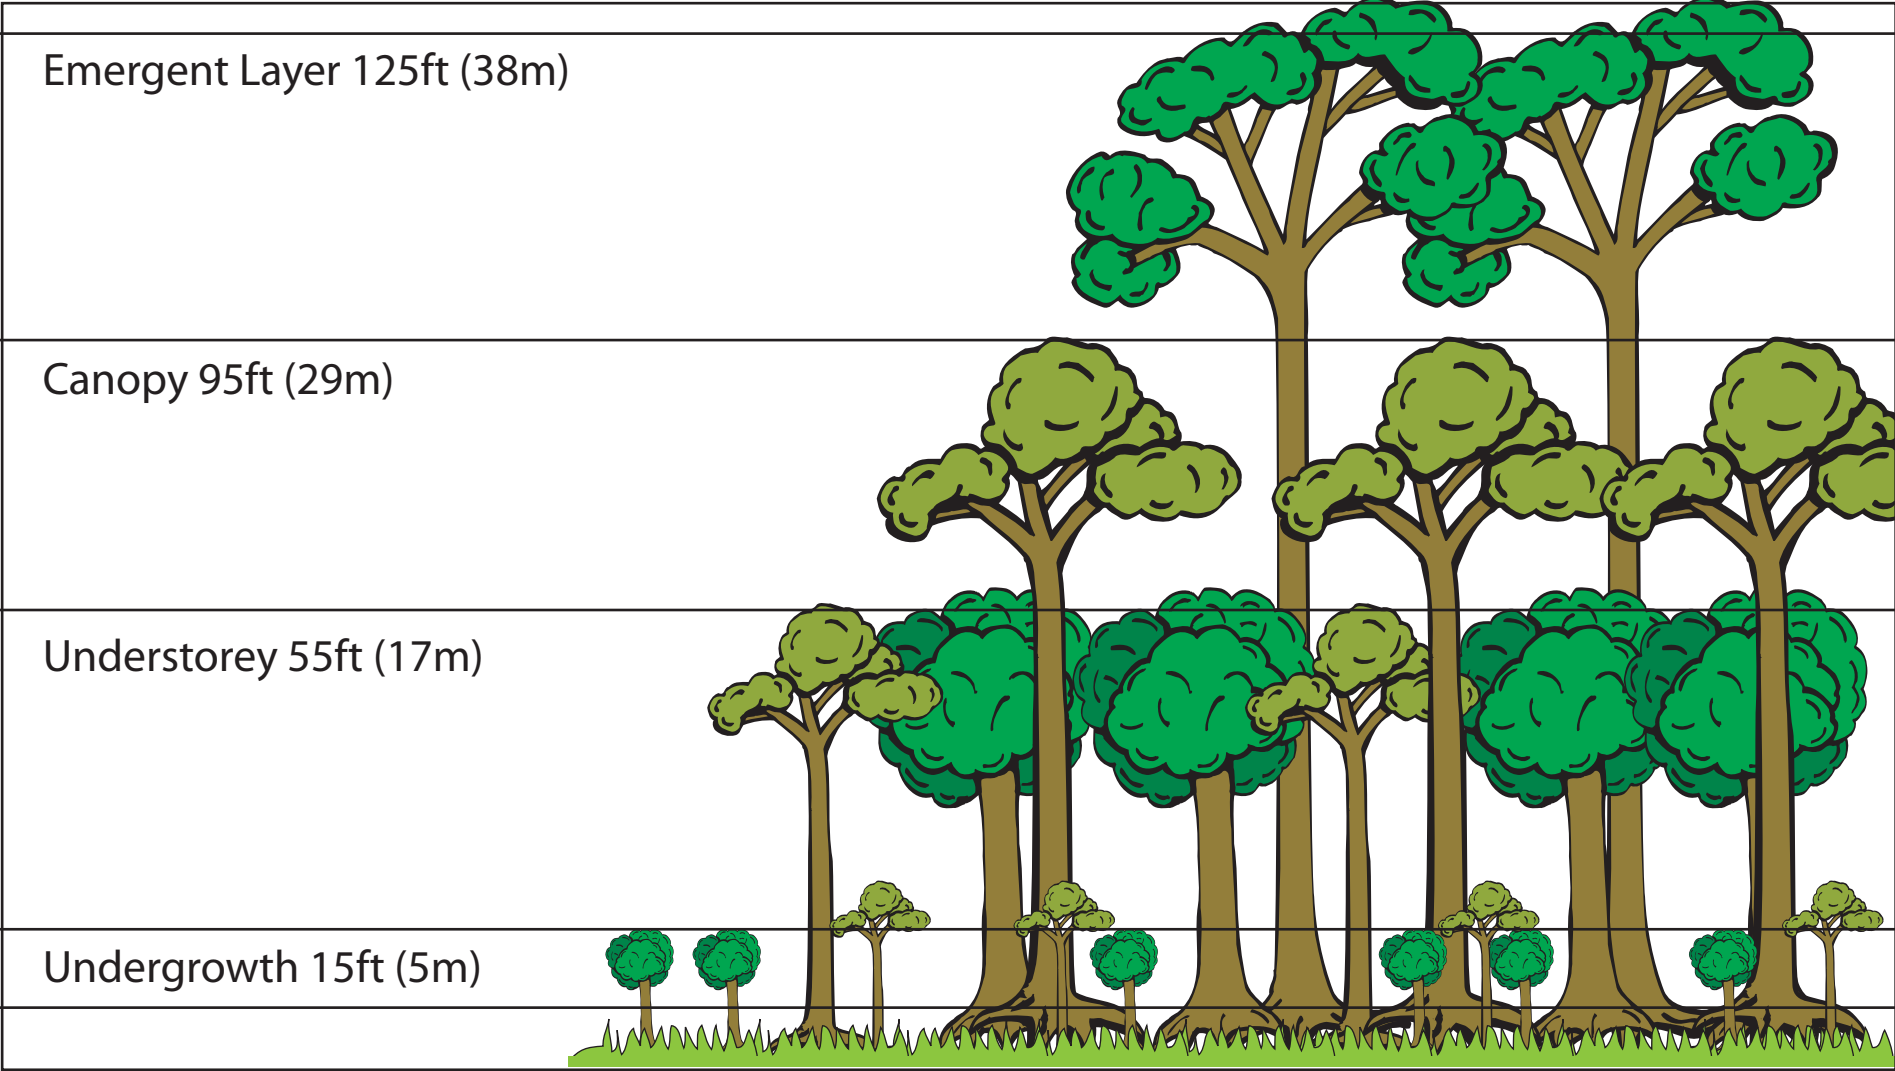 Emergent Layer 125ft (38m)
Canopy 95ft (29m)
Understorey 55ft (17m)
Undergrowth 15ft (5m)